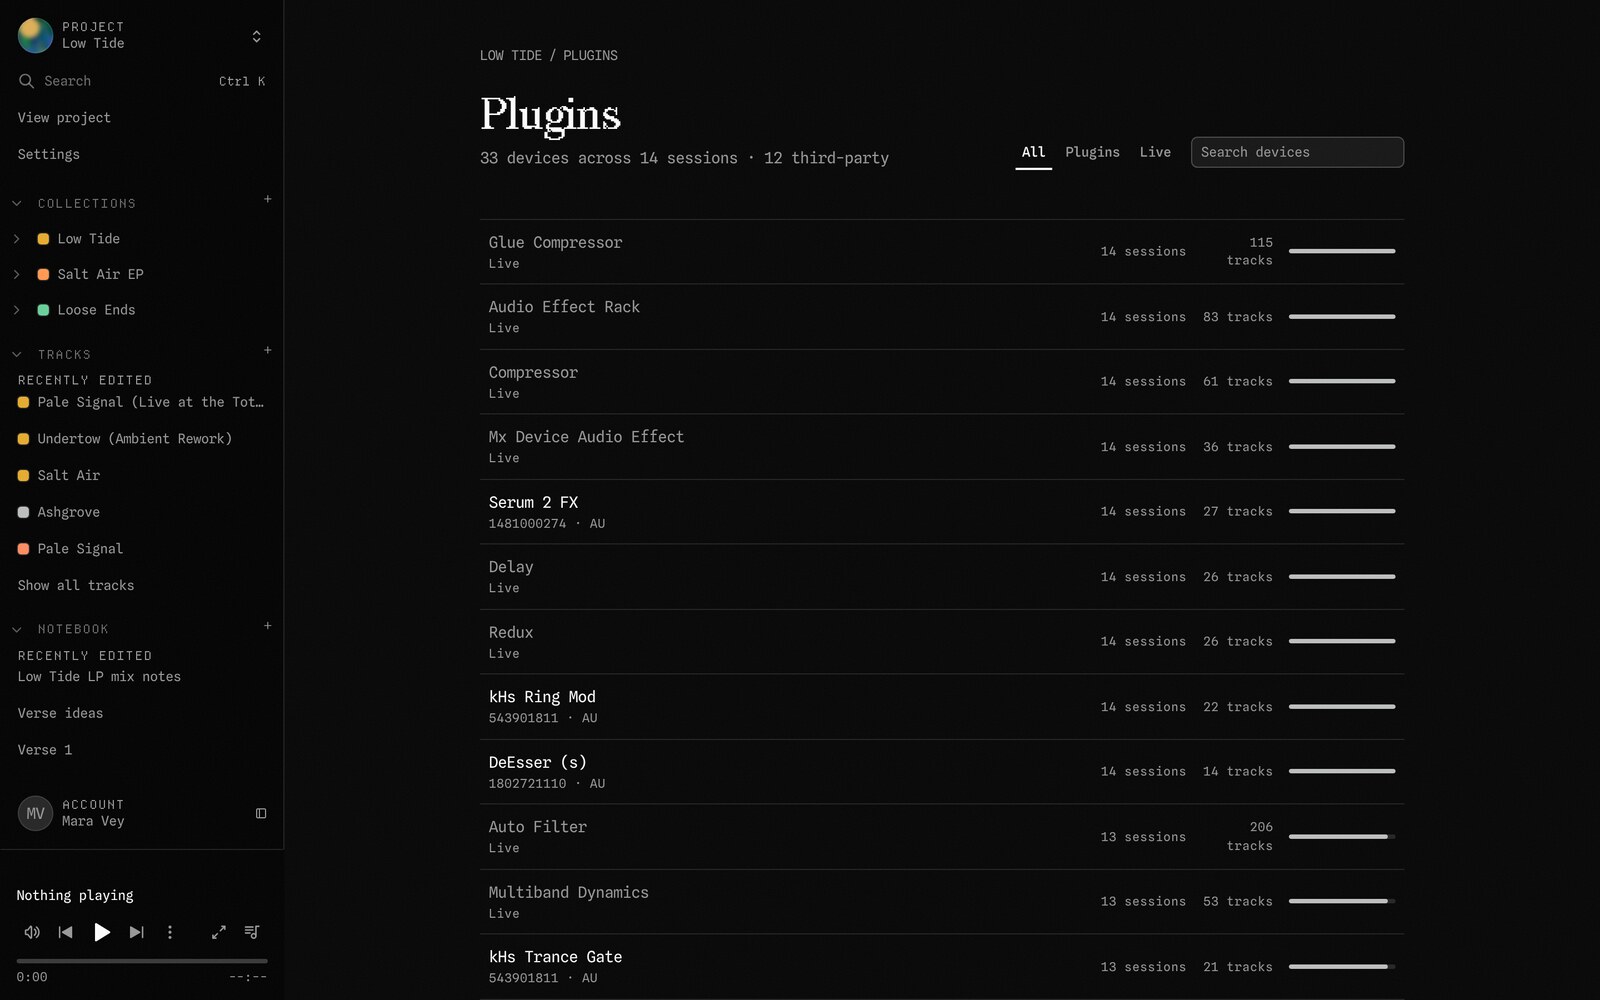 PROJECT
Low Tide
Search Ctrl K
View project
Settings
COLLECTIONS +
Low Tide
Salt Air EP
Loose Ends
TRACKS +
RECENTLY EDITED
Pale Signal (Live at the Tot…
Undertow (Ambient Rework)
Salt Air
Ashgrove
Pale Signal
Show all tracks
NOTEBOOK +
RECENTLY EDITED
Low Tide LP mix notes
Verse ideas
Verse 1
MV
ACCOUNT
Mara Vey
Nothing playing
0:00 --:--
LOW TIDE / PLUGINS
Plugins
33 devices across 14 sessions · 12 third-party
All Plugins Live Search devices
Glue Compressor
Live
14 sessions 115 tracks
Audio Effect Rack
Live
14 sessions 83 tracks
Compressor
Live
14 sessions 61 tracks
Mx Device Audio Effect
Live
14 sessions 36 tracks
Serum 2 FX
1481000274 · AU
14 sessions 27 tracks
Delay
Live
14 sessions 26 tracks
Redux
Live
14 sessions 26 tracks
kHs Ring Mod
543901811 · AU
14 sessions 22 tracks
DeEsser (s)
1802721110 · AU
14 sessions 14 tracks
Auto Filter
Live
13 sessions 206 tracks
Multiband Dynamics
Live
13 sessions 53 tracks
kHs Trance Gate
543901811 · AU
13 sessions 21 tracks